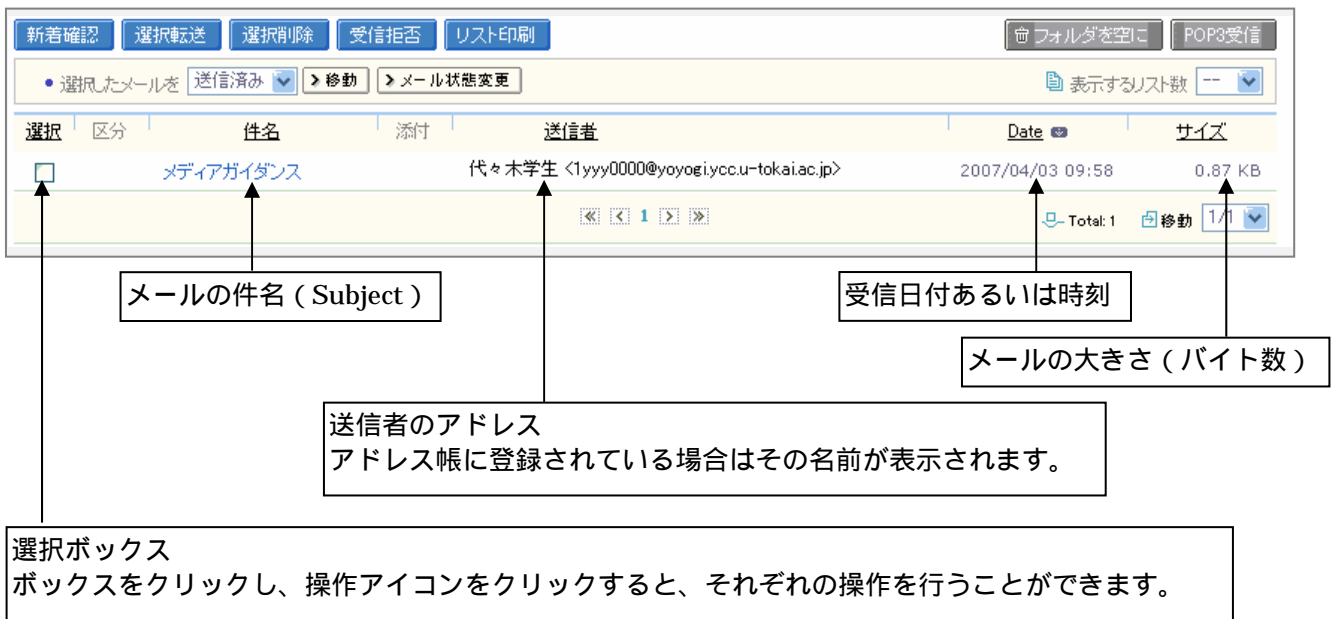 新着確認 選択転送 選択削除 受信拒否 リスト印刷 フォルダを空に POP3受信
選択したメールを 送信済み 移動 メール状態変更 表示するリスト数 --
選択 区分 件名 添付 送信者 Date サイズ
メディアガイダンス 代々木学生 <1yyy0000@yoyogi.ycc.u-tokai.ac.jp> 2007/04/03 09:58 0.87 KB
1 Total: 1 移動 1/1
メールの件名(Subject) 受信日付あるいは時刻
メールの大きさ(バイト数)
送信者のアドレス
アドレス帳に登録されている場合はその名前が表示されます。
選択ボックス
ボックスをクリックし、操作アイコンをクリックすると、それぞれの操作を行うことができます。